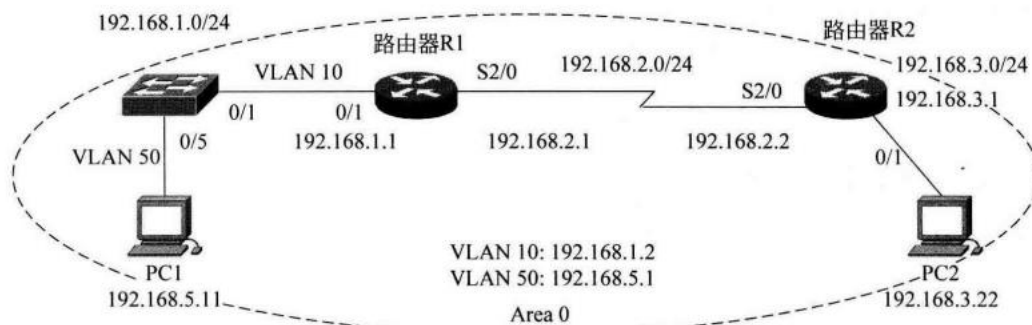 192.168.1.0/24
路由器R1
路由器R2
VLAN 10
S2/0
192.168.2.0/24
S2/0
192.168.3.0/24
192.168.3.1
0/1
0/1
0/5
192.168.1.1
192.168.2.1
192.168.2.2
0/1
VLAN 50
VLAN 10: 192.168.1.2
VLAN 50: 192.168.5.1
PC1
192.168.5.11
PC2
192.168.3.22
Area 0